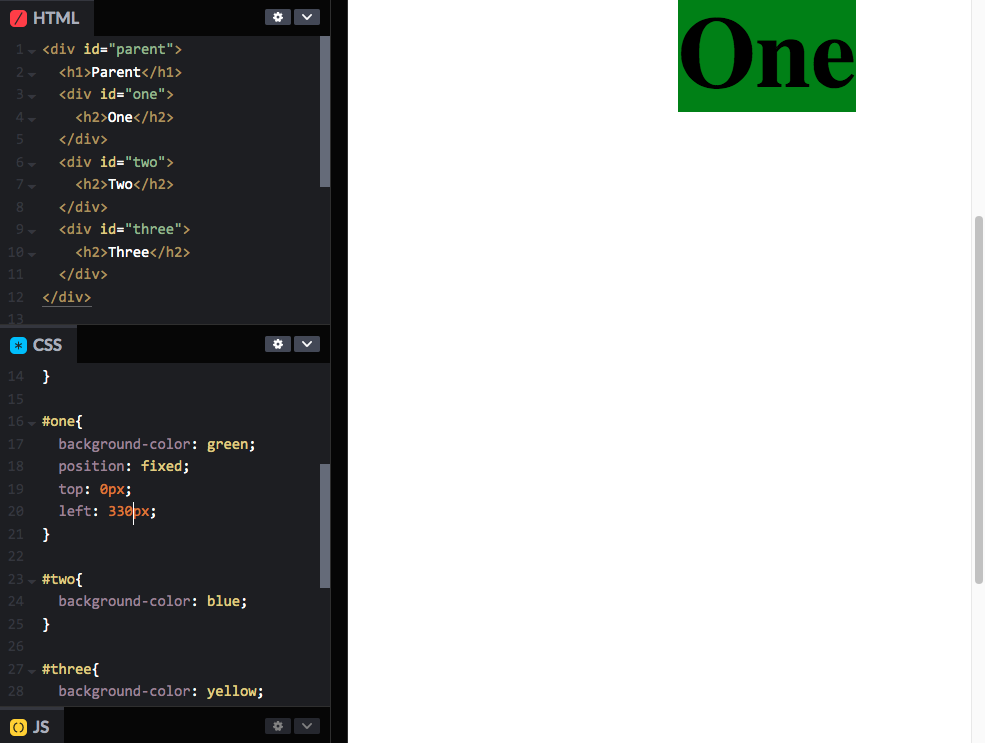 HTML
1 <div id="parent">
2 <h1>Parent</h1>
3 <div id="one">
4 <h2>One</h2>
5 </div>
6 <div id="two">
7 <h2>Two</h2>
8 </div>
9 <div id="three">
10 <h2>Three</h2>
11 </div>
12 </div>
13
CSS
14 }
15
16 #one{
17 background-color: green;
18 position: fixed;
19 top: 0px;
20 left: 330px;
21 }
22
23 #two{
24 background-color: blue;
25 }
26
27 #three{
28 background-color: yellow;
JS
One